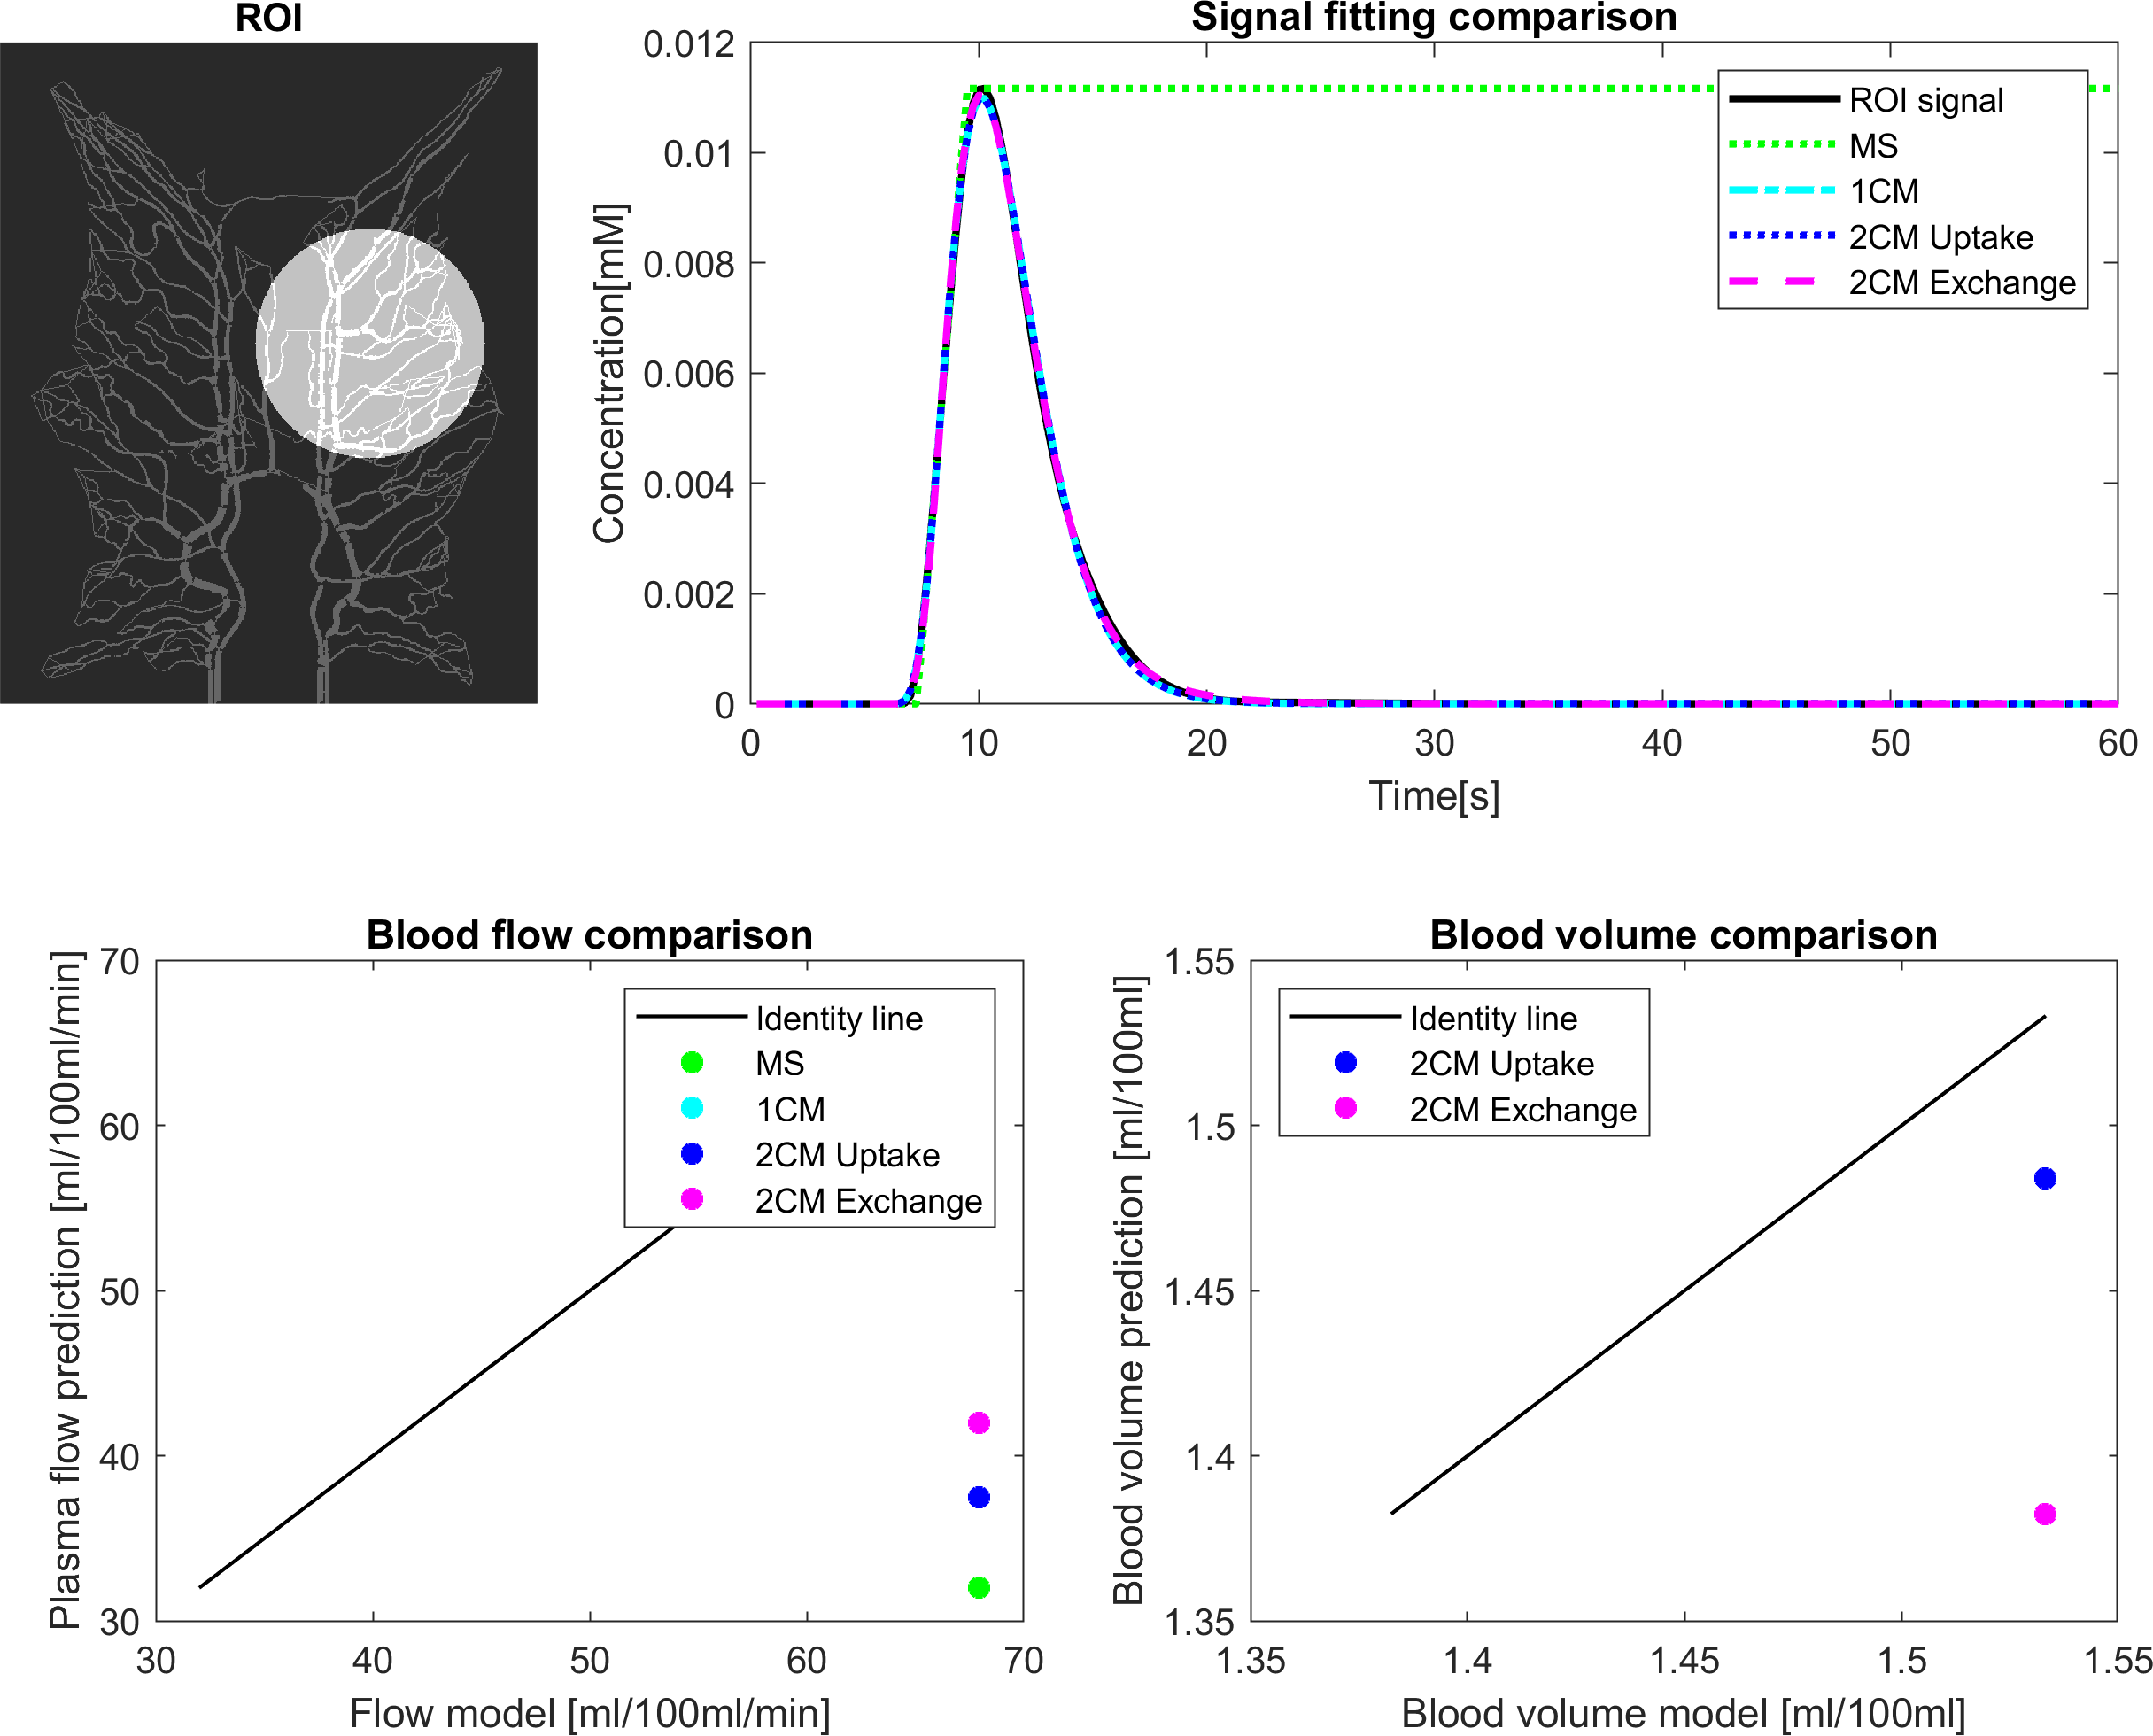 ROI
Signal fitting comparison
0.012
0.01
0.008
0.006
0.004
0.002
0
Concentration[mM]
0 10 20 30 40 50 60
Time[s]
ROI signal
MS
1CM
2CM Uptake
2CM Exchange
Blood flow comparison
70
60
50
40
30
Plasma flow prediction [ml/100ml/min]
30 40 50 60 70
Flow model [ml/100ml/min]
Identity line
MS
1CM
2CM Uptake
2CM Exchange
Blood volume comparison
1.55
1.5
1.45
1.4
1.35
Blood volume prediction [ml/100ml]
1.35 1.4 1.45 1.5 1.55
Blood volume model [ml/100ml]
Identity line
2CM Uptake
2CM Exchange